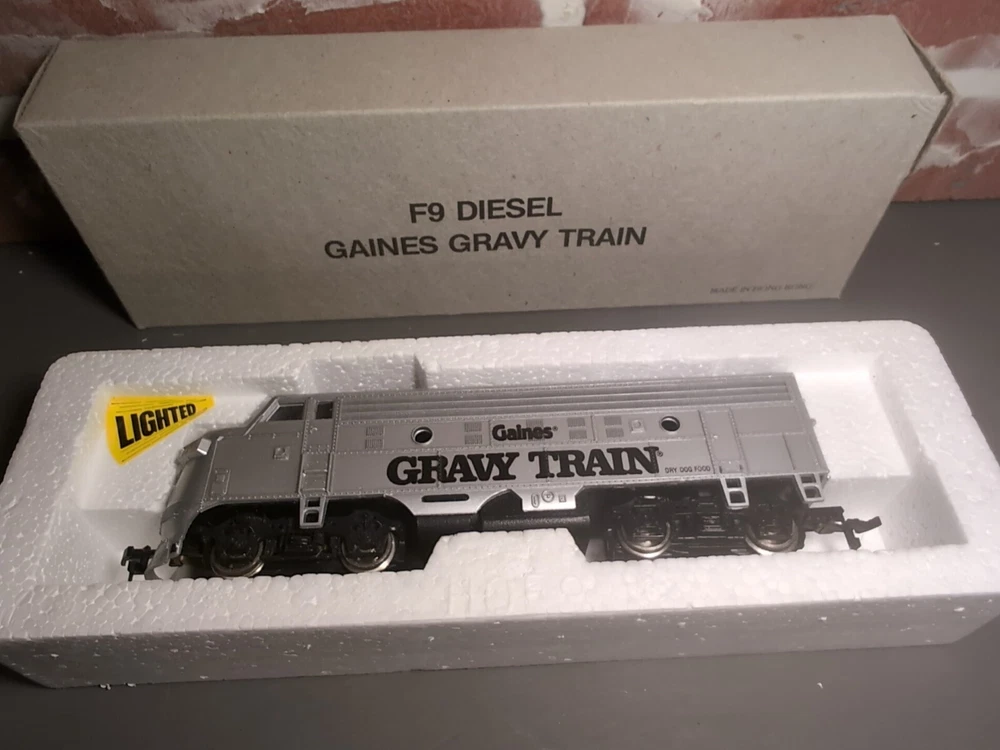 F9 DIESEL
GAINES GRAVY TRAIN
MADE IN HONG KONG
LIGHTED
Gaines®
GRAVY TRAIN®
DRY DOG FOOD